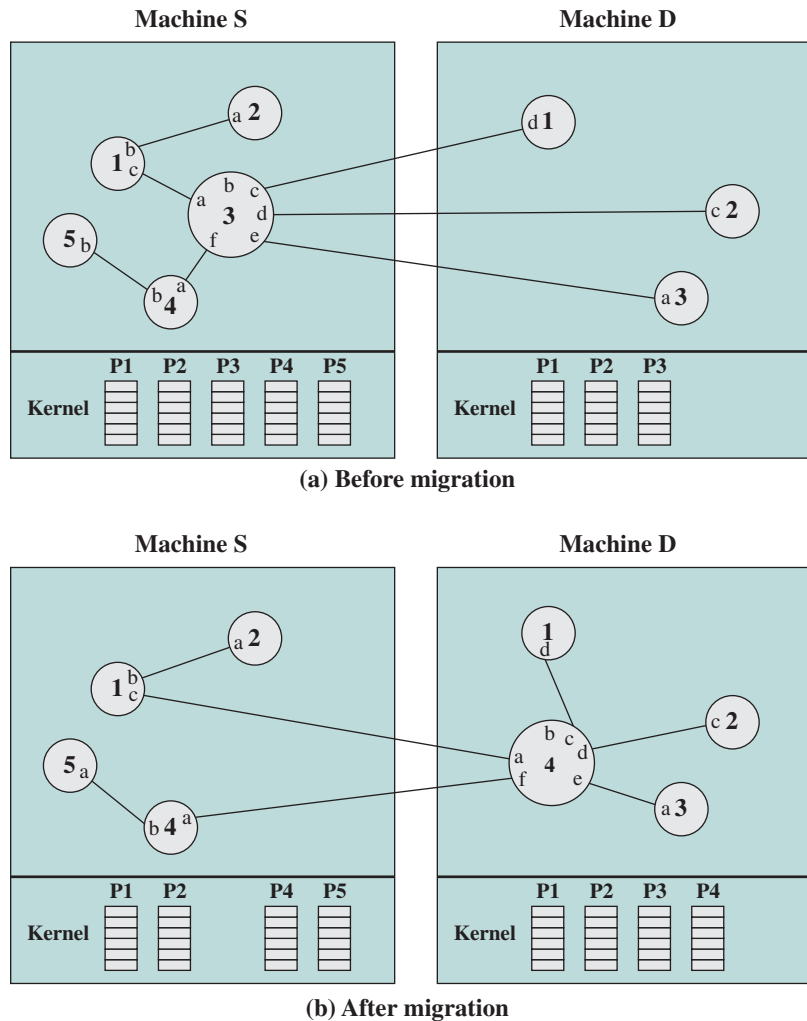 Machine S Machine D
a 2
d 1
1 b
c
b
a c
3 d
f e
c 2
5 b
b a
4
a 3
P1 P2 P3 P4 P5
Kernel
P1 P2 P3
Kernel
(a) Before migration
Machine S Machine D
a 2
1
d
1 b
c
c 2
b
a c
d
4
f e
5 a
b 4 a
a 3
P1 P2 P4 P5
Kernel
P1 P2 P3 P4
Kernel
(b) After migration